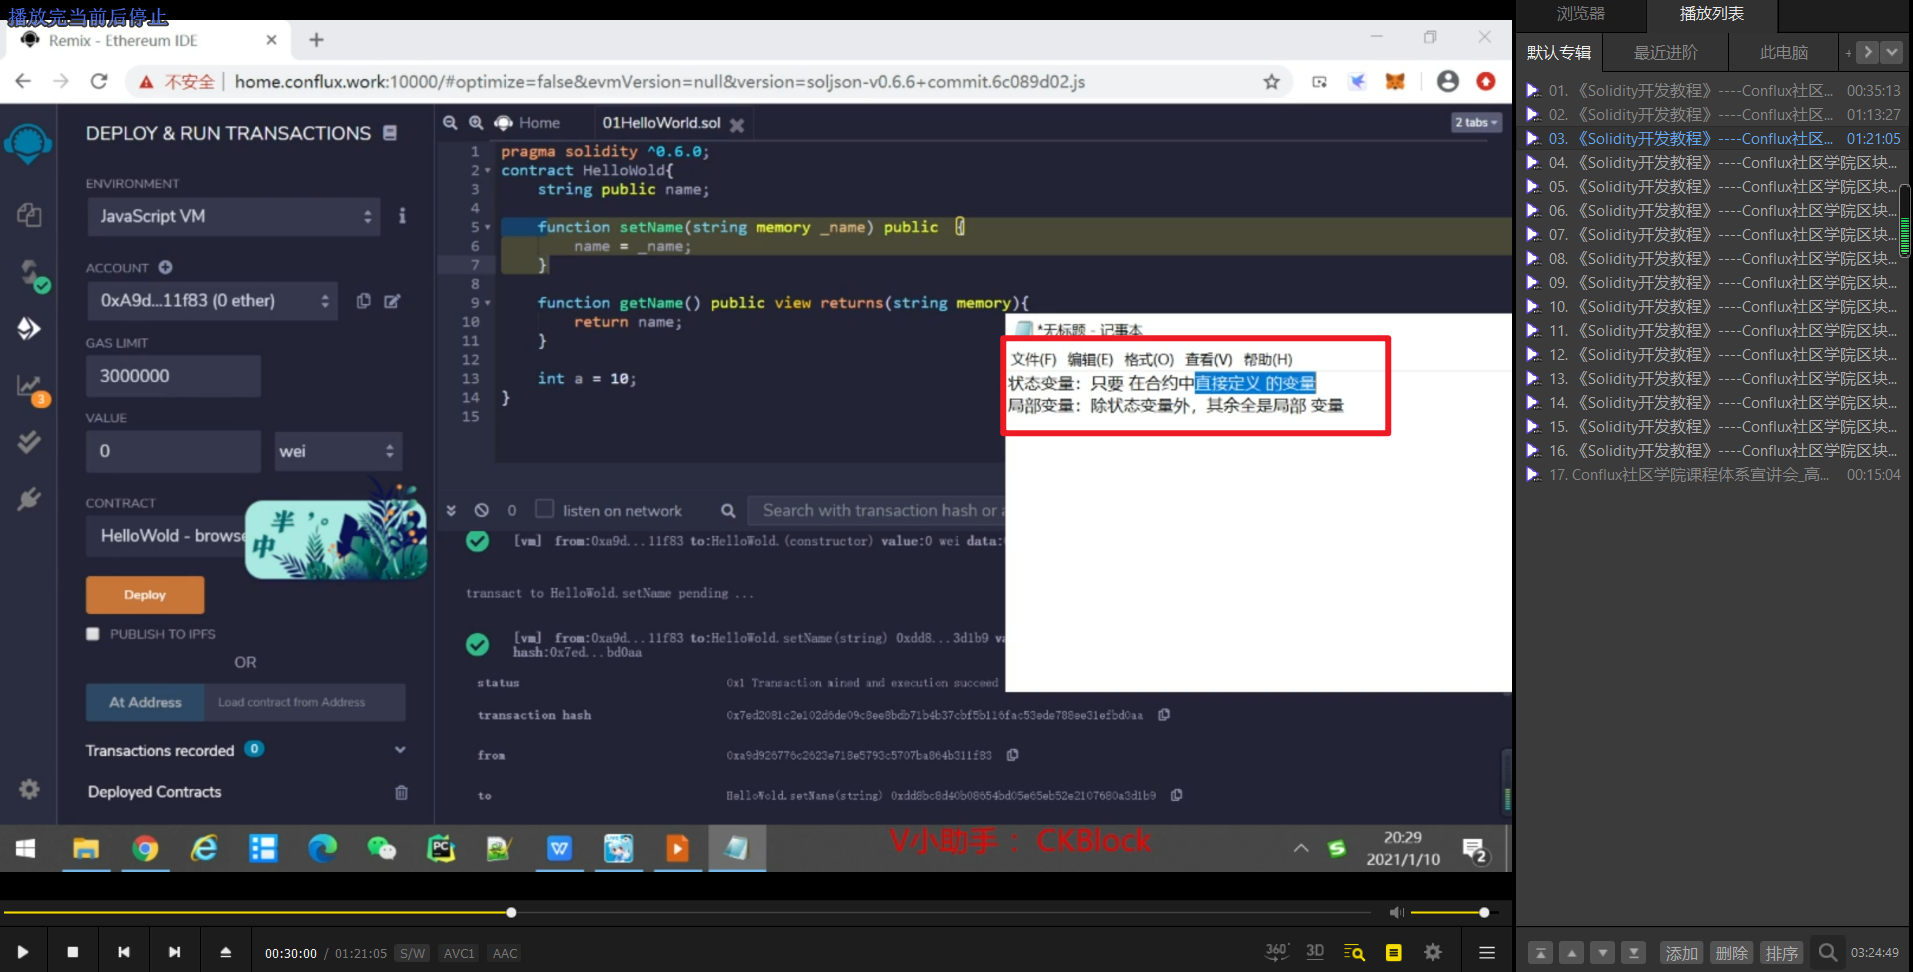 播放完当前后停止
Remix - Ethereum IDE
不安全 | home.conflux.work:10000/#optimize=false&evmVersion=null&version=soljson-v0.6.6+commit.6c089d02.js
DEPLOY & RUN TRANSACTIONS
ENVIRONMENT
JavaScript VM
ACCOUNT
0xA9d...11f83 (0 ether)
GAS LIMIT
3000000
VALUE
0
wei
CONTRACT
HelloWold - browse
半
中
Deploy
PUBLISH TO IPFS
OR
At Address
Load contract from Address
Transactions recorded 0
Deployed Contracts
3
Home
01HelloWorld.sol
2 tabs
1 pragma solidity ^0.6.0;
2 contract HelloWold{
3 string public name;
4
5 function setName(string memory _name) public {
6 name = _name;
7 }
8
9 function getName() public view returns(string memory){
10 return name;
11 }
12
13 int a = 10;
14 }
15
*无标题 - 记事本
文件(F) 编辑(E) 格式(O) 查看(V) 帮助(H)
状态变量：只要 在合约中直接定义 的变量
局部变量：除状态变量外，其余全是局部 变量
0
listen on network
Search with transaction hash or a
[vm] from:0xa9d...11f83 to:HelloWold.(constructor) value:0 wei data:
transact to HelloWold.setName pending ...
[vm] from:0xa9d...11f83 to:HelloWold.setName(string) 0xdd8...3d1b9 va
hash:0x7ed...bd0aa
status
0x1 Transaction mined and execution succeed
transaction hash
0x7ed2081c2e102d6de09c8ee8bdb71b4b37cbf5b116fac53ede788ee31efbd0aa
from
0xa9d926776c2623e718e5793c5707ba864b311f83
to
HelloWold.setName(string) 0xdd8bc8d40b08654bd05e65eb52e2107680a3d1b9
V小助手： CKBlock
20:29
2021/1/10
2
00:30:00 / 01:21:05 S/W AVC1 AAC
360°
3D
浏览器
播放列表
默认专辑
最近进阶
此电脑
+
01. 《Solidity开发教程》----Conflux社区... 00:35:13
02. 《Solidity开发教程》----Conflux社区... 01:13:27
03. 《Solidity开发教程》----Conflux社区... 01:21:05
04. 《Solidity开发教程》----Conflux社区学院区块...
05. 《Solidity开发教程》----Conflux社区学院区块...
06. 《Solidity开发教程》----Conflux社区学院区块...
07. 《Solidity开发教程》----Conflux社区学院区块...
08. 《Solidity开发教程》----Conflux社区学院区块...
09. 《Solidity开发教程》----Conflux社区学院区块...
10. 《Solidity开发教程》----Conflux社区学院区块...
11. 《Solidity开发教程》----Conflux社区学院区块...
12. 《Solidity开发教程》----Conflux社区学院区块...
13. 《Solidity开发教程》----Conflux社区学院区块...
14. 《Solidity开发教程》----Conflux社区学院区块...
15. 《Solidity开发教程》----Conflux社区学院区块...
16. 《Solidity开发教程》----Conflux社区学院区块...
17. Conflux社区学院课程体系宣讲会_高... 00:15:04
添加 删除 排序
03:24:49